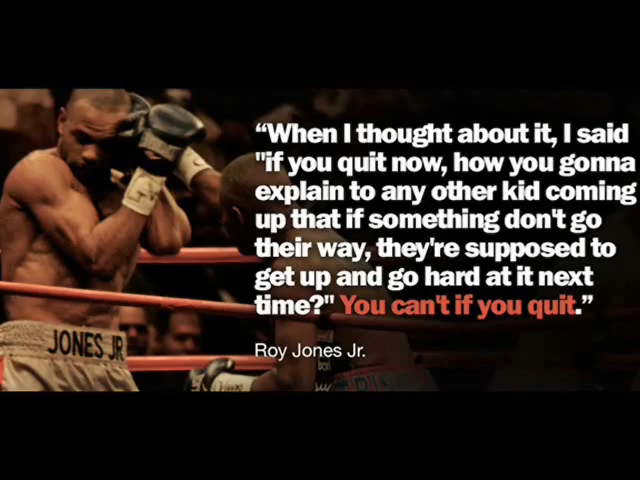 “When I thought about it, I said
"if you quit now, how you gonna
explain to any other kid coming
up that if something don't go
their way, they're supposed to
get up and go hard at it next
time?" You can't if you quit.”
Roy Jones Jr.
JONES JR